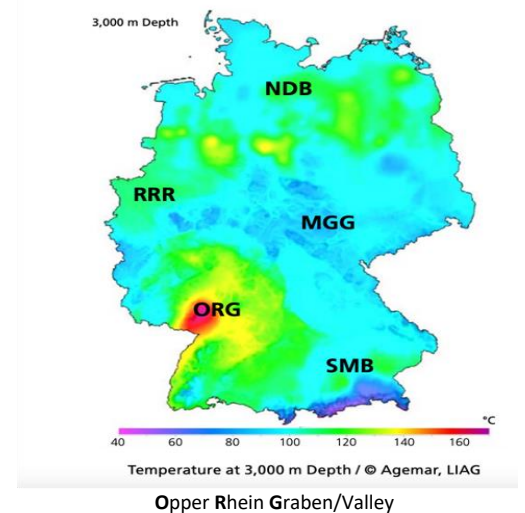 3,000 m Depth
NDB
RRR
MGG
ORG
SMB
°C
40 60 80 100 120 140 160
Temperature at 3,000 m Depth / © Agemar, LIAG
Opper Rhein Graben/Valley